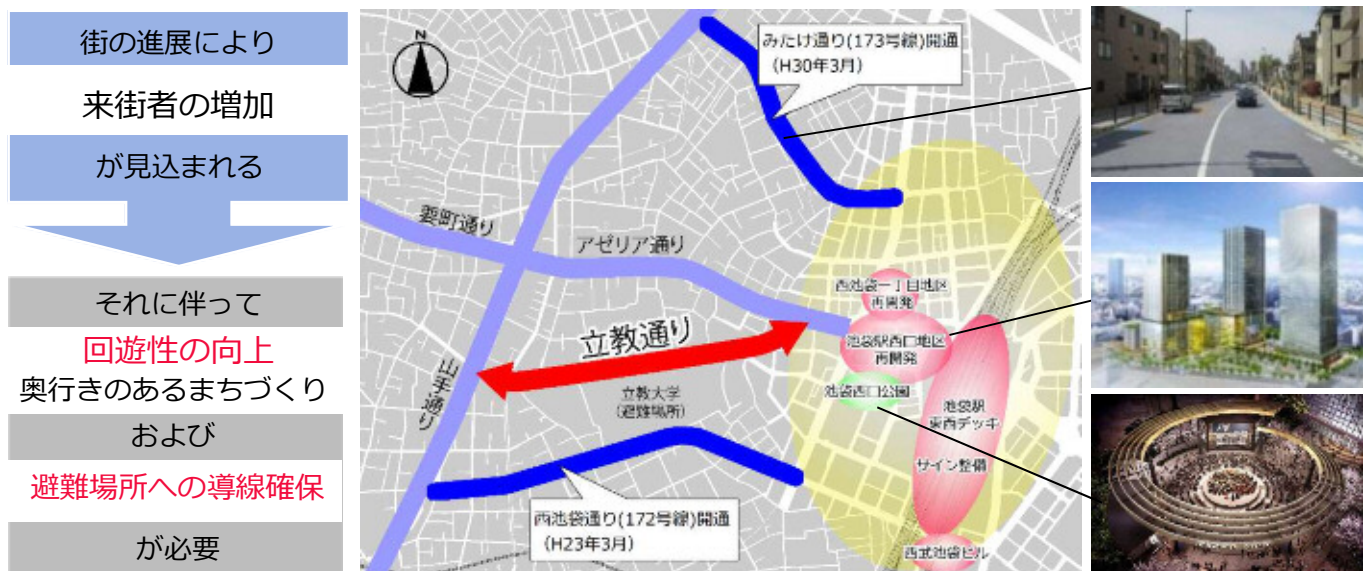 街の進展により
来街者の増加
が見込まれる
それに伴って
回遊性の向上
奥行きのあるまちづくり
および
避難場所への導線確保
が必要
N
みたけ通り(173号線)開通
(H30年3月)
要町通り
アゼリア通り
西池袋一丁目地区
再開発
池袋駅西口地区
再開発
立教通り
山手通り
立教大学
(避難場所)
池袋西口公園
池袋駅
東西デッキ
サイン整備
西池袋通り(172号線)開通
(H23年3月)
西武池袋ビル